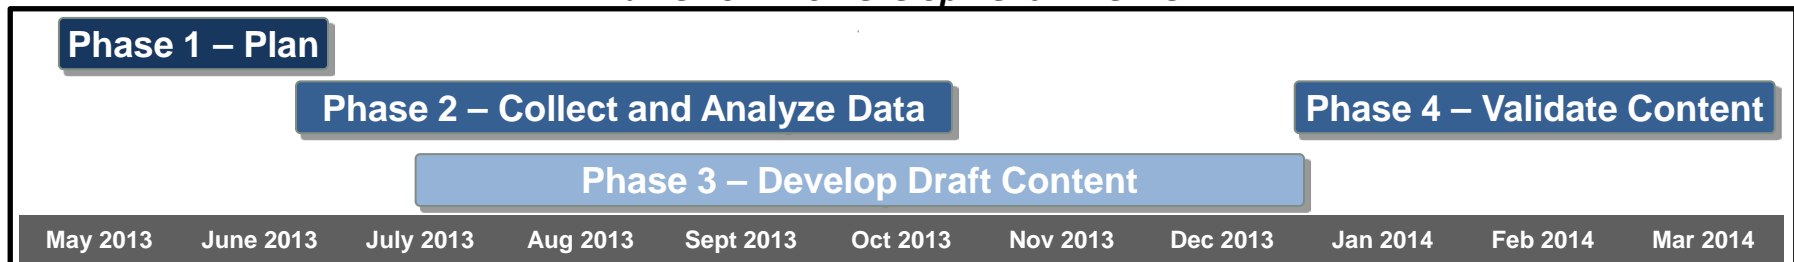 Phase 1 – Plan
Phase 2 – Collect and Analyze Data
Phase 4 – Validate Content
Phase 3 – Develop Draft Content
May 2013 June 2013 July 2013 Aug 2013 Sept 2013 Oct 2013 Nov 2013 Dec 2013 Jan 2014 Feb 2014 Mar 2014